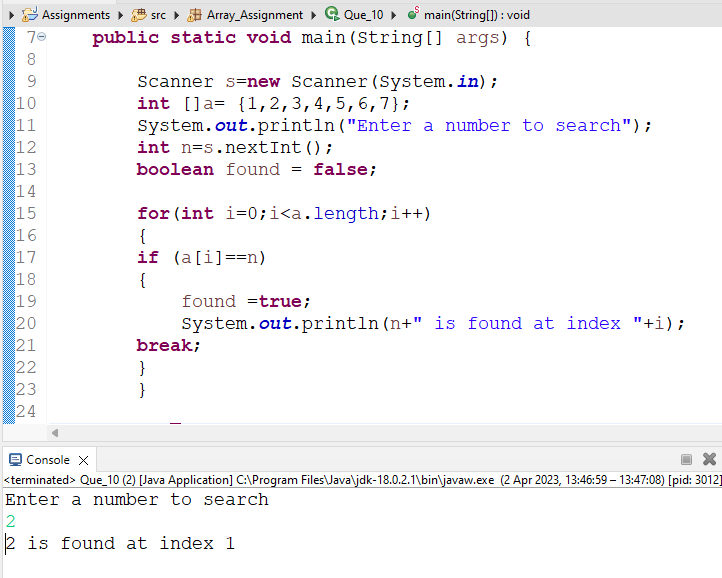 Assignments src Array_Assignment Que_10 main(String[]) : void
7 public static void main(String[] args) {
8
9 Scanner s=new Scanner(System.in);
10 int []a= {1,2,3,4,5,6,7};
11 System.out.println("Enter a number to search");
12 int n=s.nextInt();
13 boolean found = false;
14
15 for(int i=0;i<a.length;i++)
16 {
17 if (a[i]==n)
18 {
19 found =true;
20 System.out.println(n+" is found at index "+i);
21 break;
22 }
23 }
24
Console
<terminated> Que_10 (2) [Java Application] C:\Program Files\Java\jdk-18.0.2.1\bin\javaw.exe (2 Apr 2023, 13:46:59 – 13:47:08) [pid: 3012]
Enter a number to search
2
2 is found at index 1